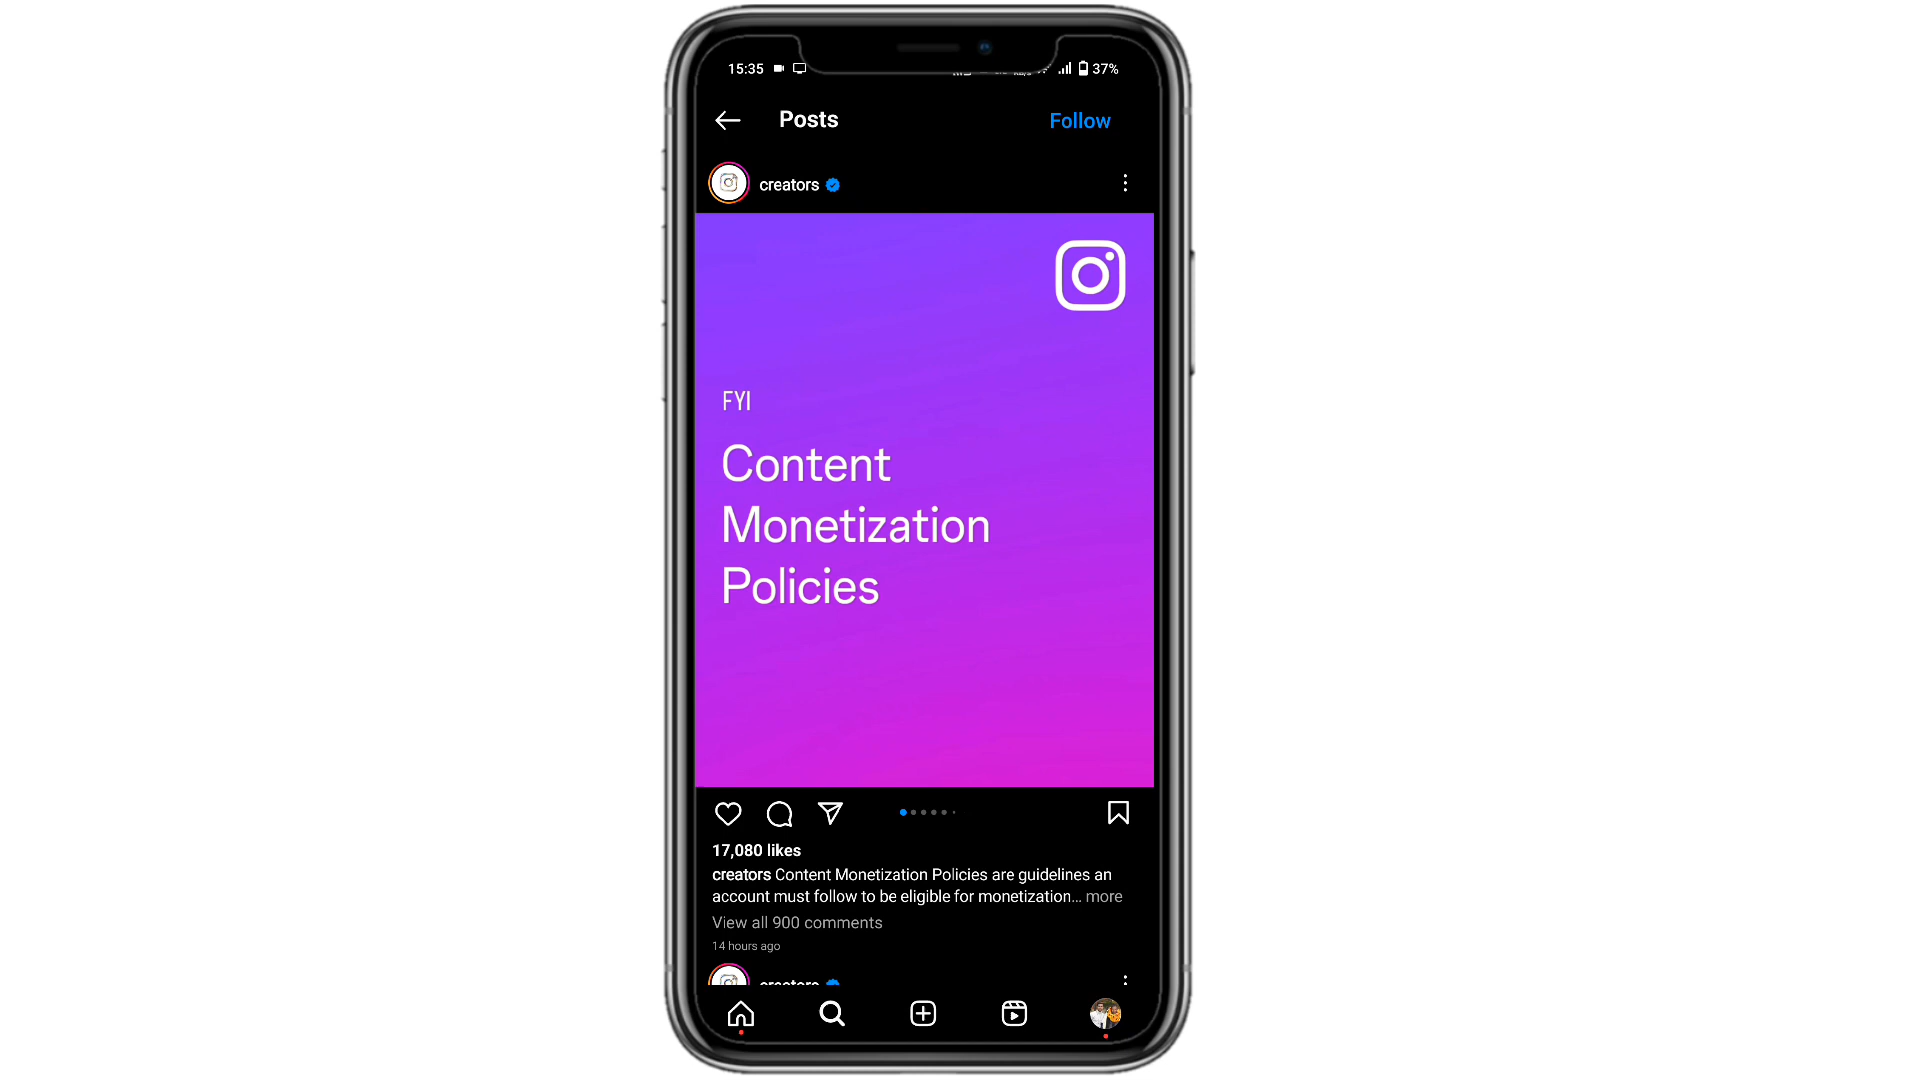 15:35 37%
Posts Follow
creators
FYI
Content
Monetization
Policies
17,080 likes
creators Content Monetization Policies are guidelines an
account must follow to be eligible for monetization... more
View all 900 comments
14 hours ago
creators